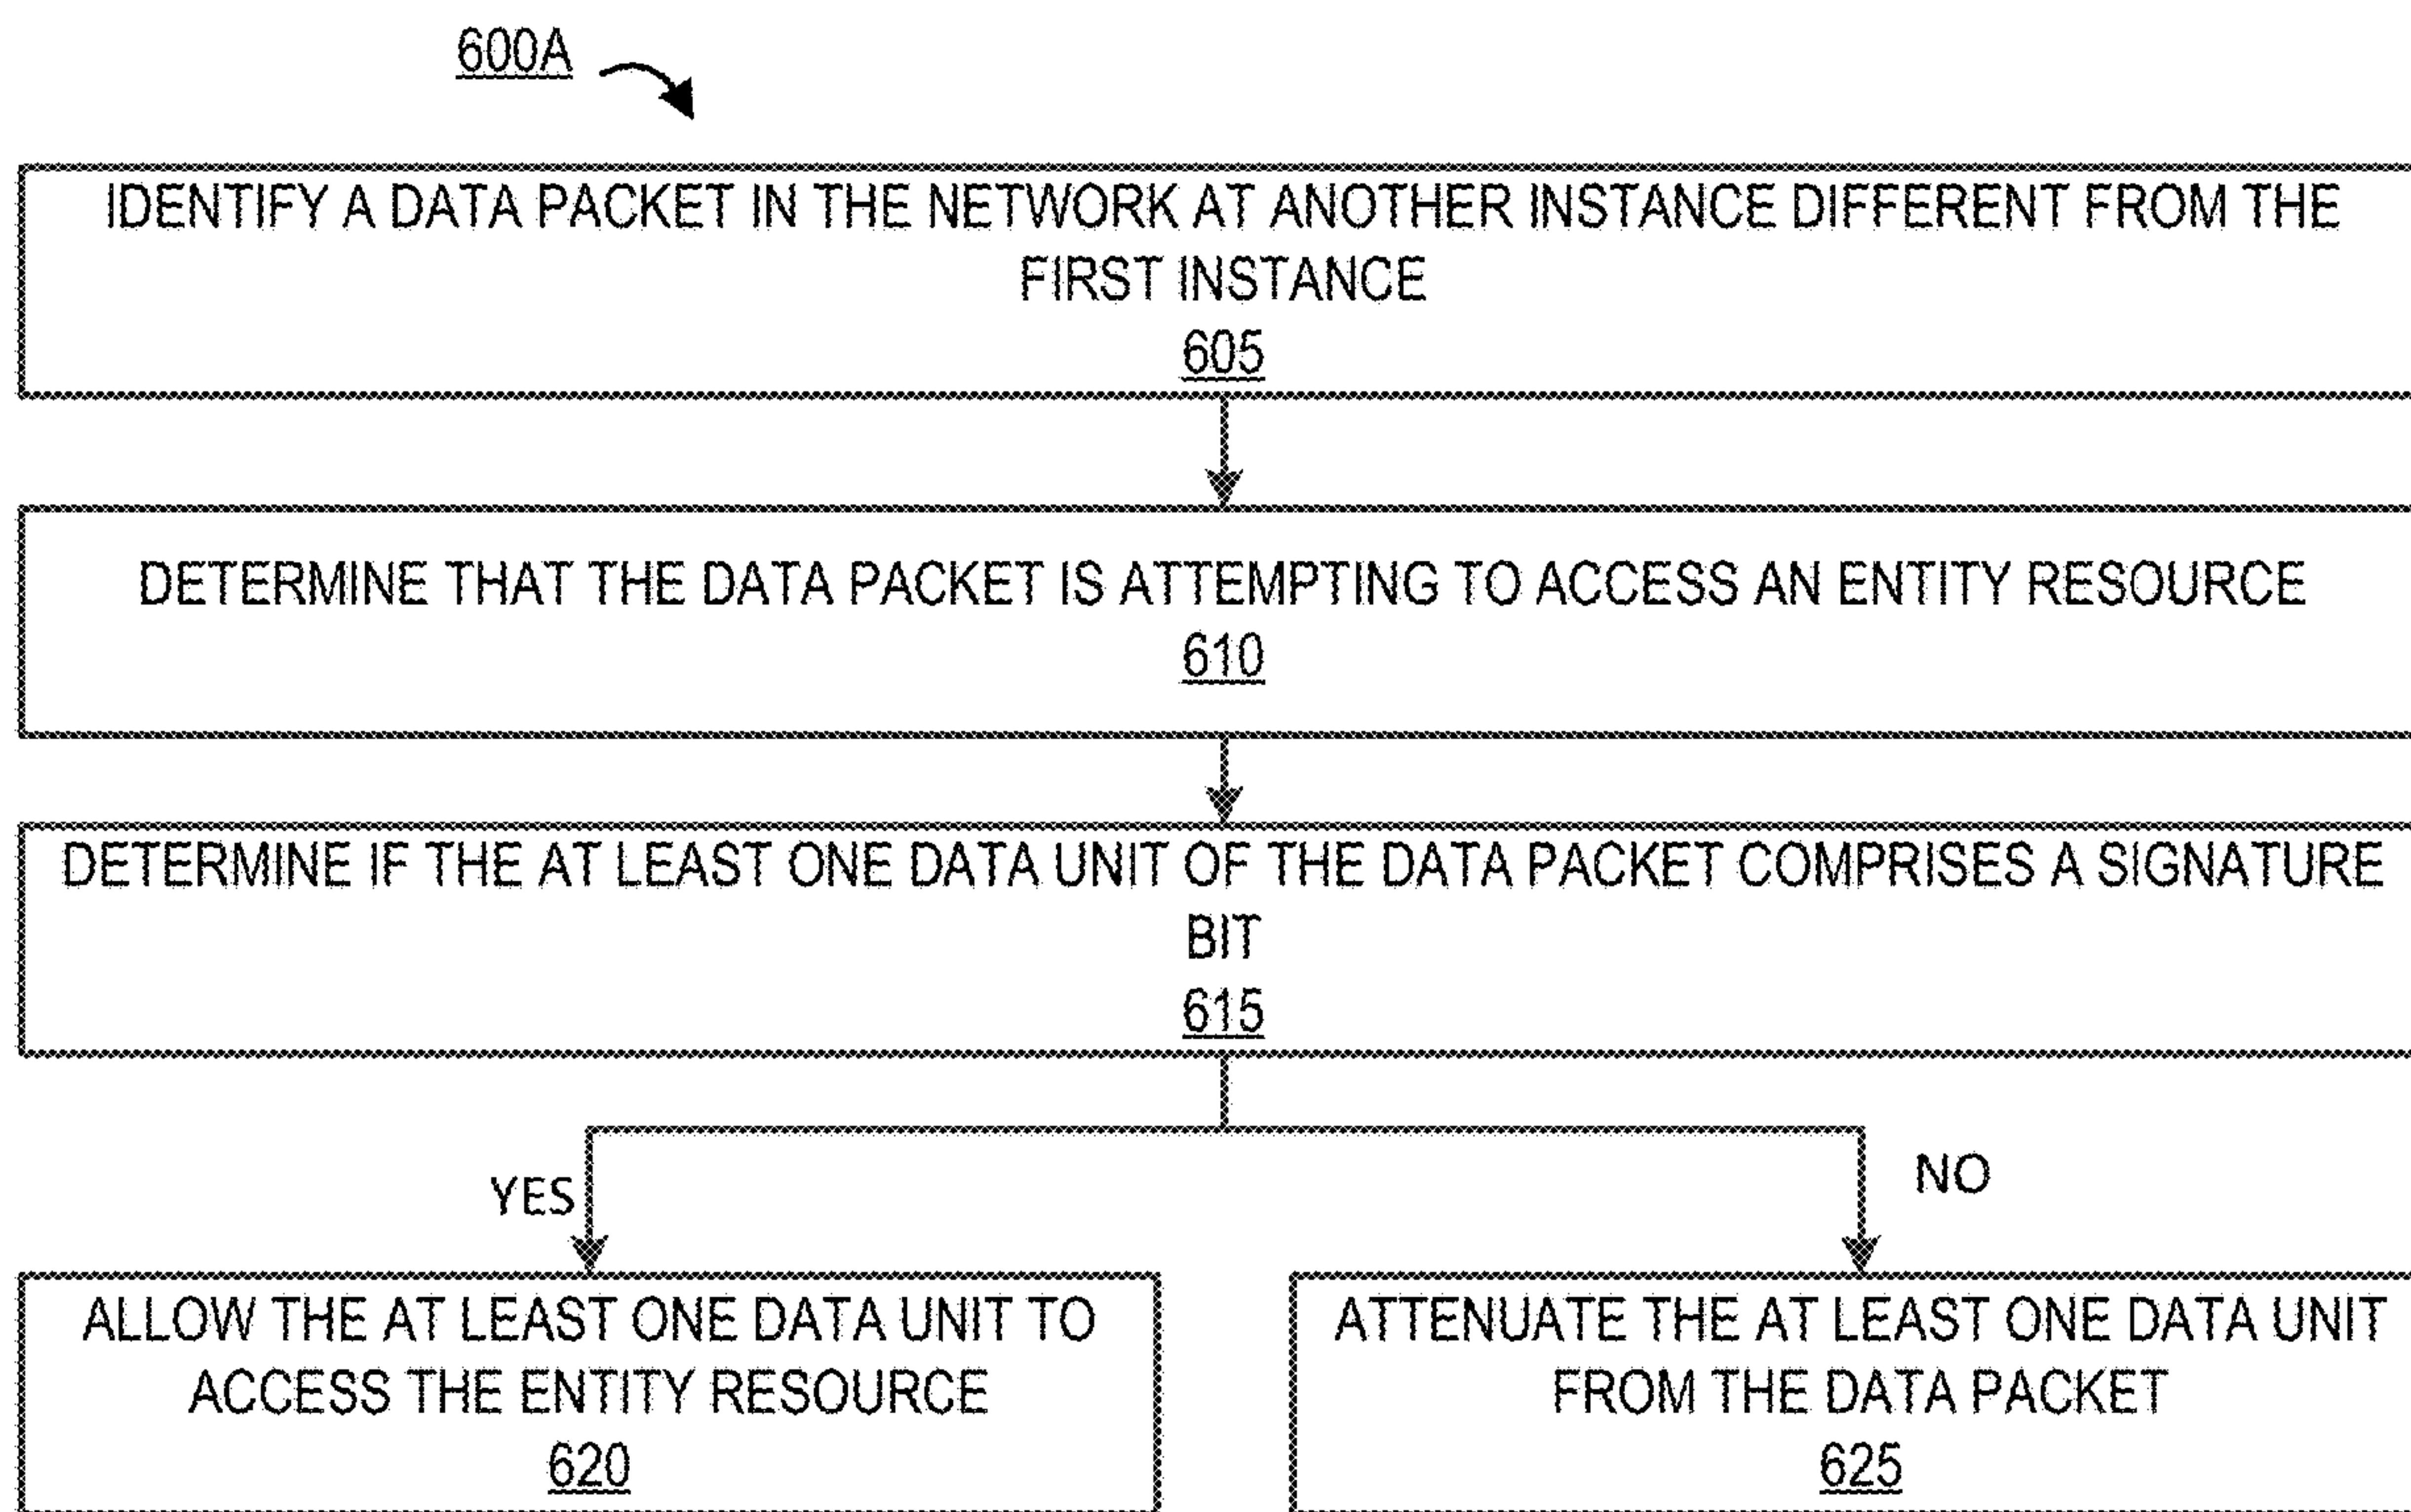 600A
IDENTIFY A DATA PACKET IN THE NETWORK AT ANOTHER INSTANCE DIFFERENT FROM THE
FIRST INSTANCE
605
DETERMINE THAT THE DATA PACKET IS ATTEMPTING TO ACCESS AN ENTITY RESOURCE
610
DETERMINE IF THE AT LEAST ONE DATA UNIT OF THE DATA PACKET COMPRISES A SIGNATURE
BIT
615
YES
NO
ALLOW THE AT LEAST ONE DATA UNIT TO
ACCESS THE ENTITY RESOURCE
620
ATTENUATE THE AT LEAST ONE DATA UNIT
FROM THE DATA PACKET
625